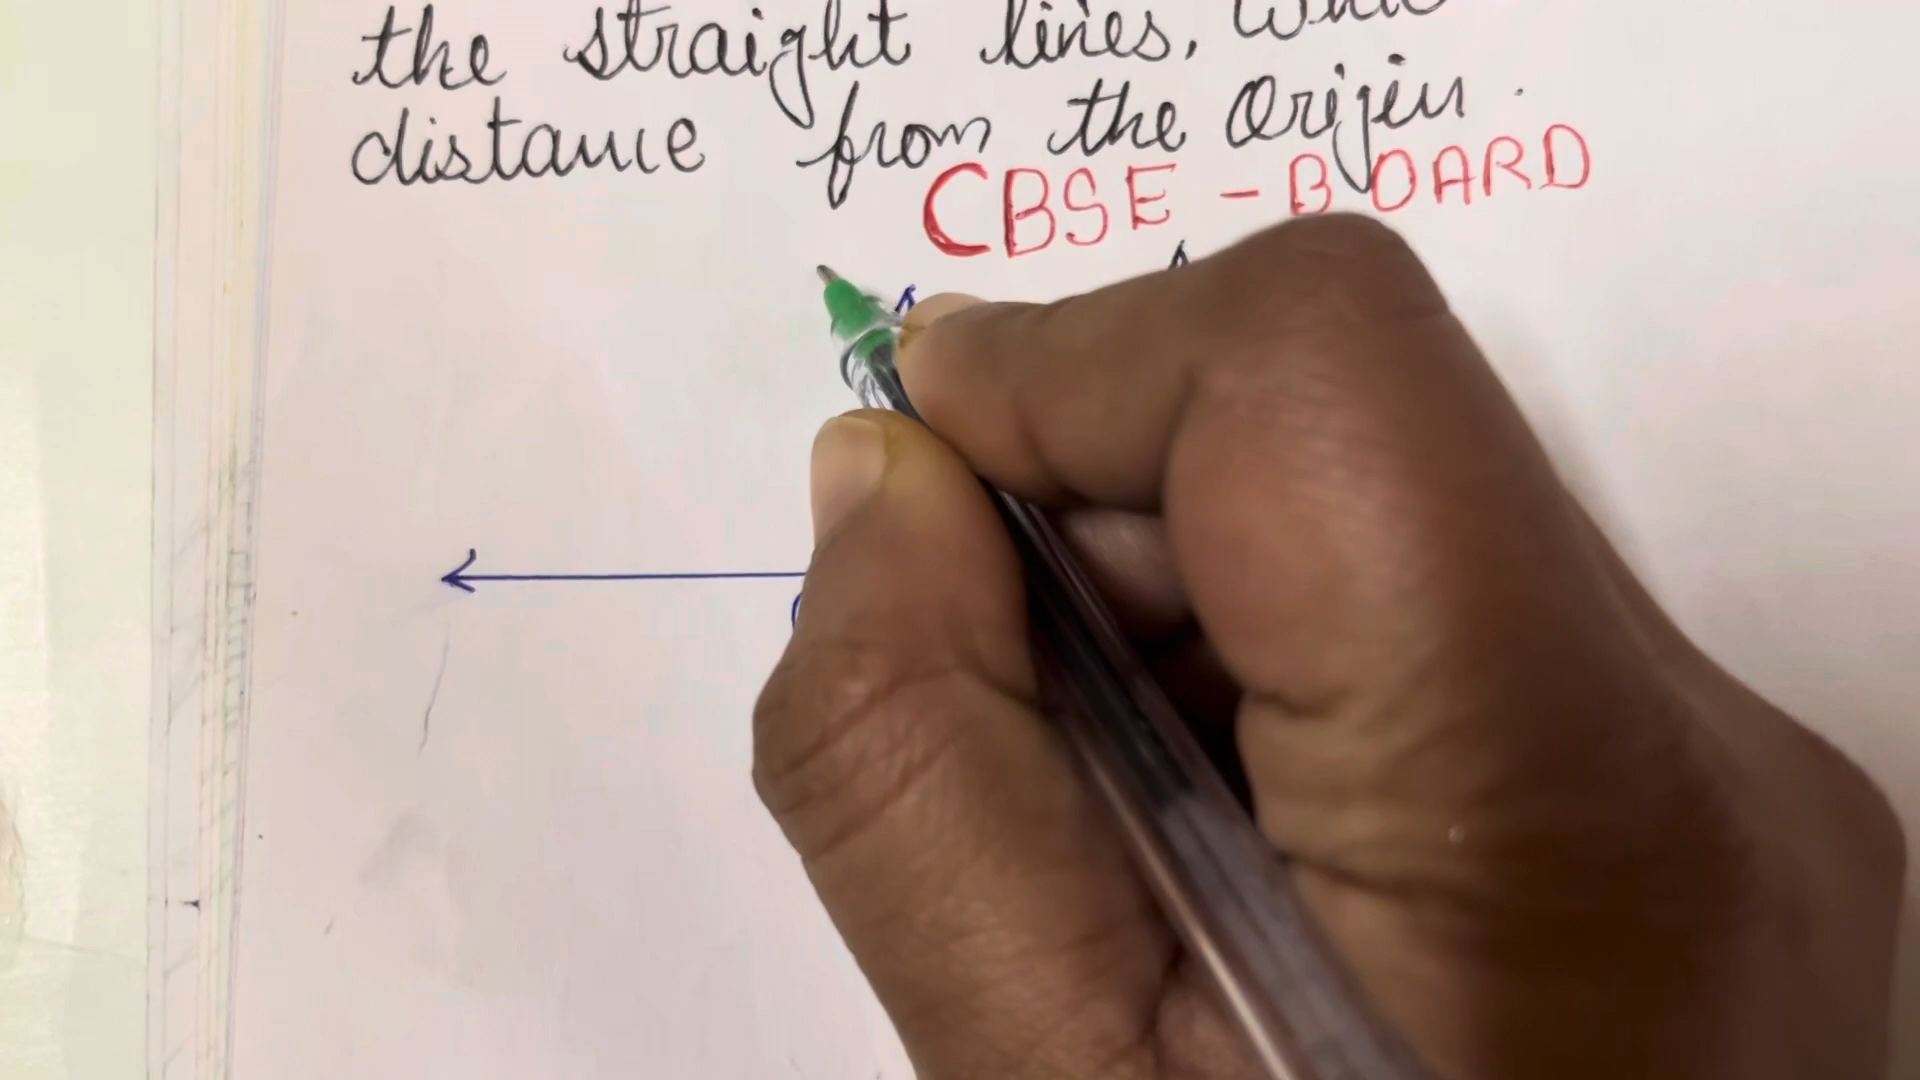 the straight lines,
distance from the Origin.
CBSE - BOARD